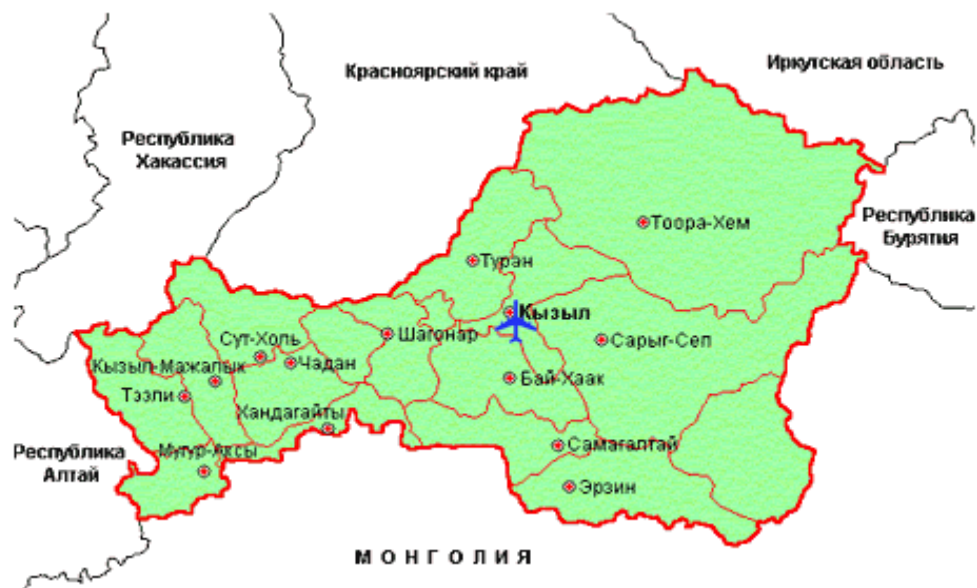 Иркутская область
Красноярский край
Республика
Хакассия
Республика
Бурятия
Тоора-Хем
Туран
Кызыл
Шагонар
Сут-Холь
Сарыг-Сеп
Чадан
Кызыл-Мажалык
Бай-Хаак
Тээли
Хандагайты
Самагалтай
Республика
Алтай
Мугур-Аксы
Эрзин
МОНГОЛИЯ